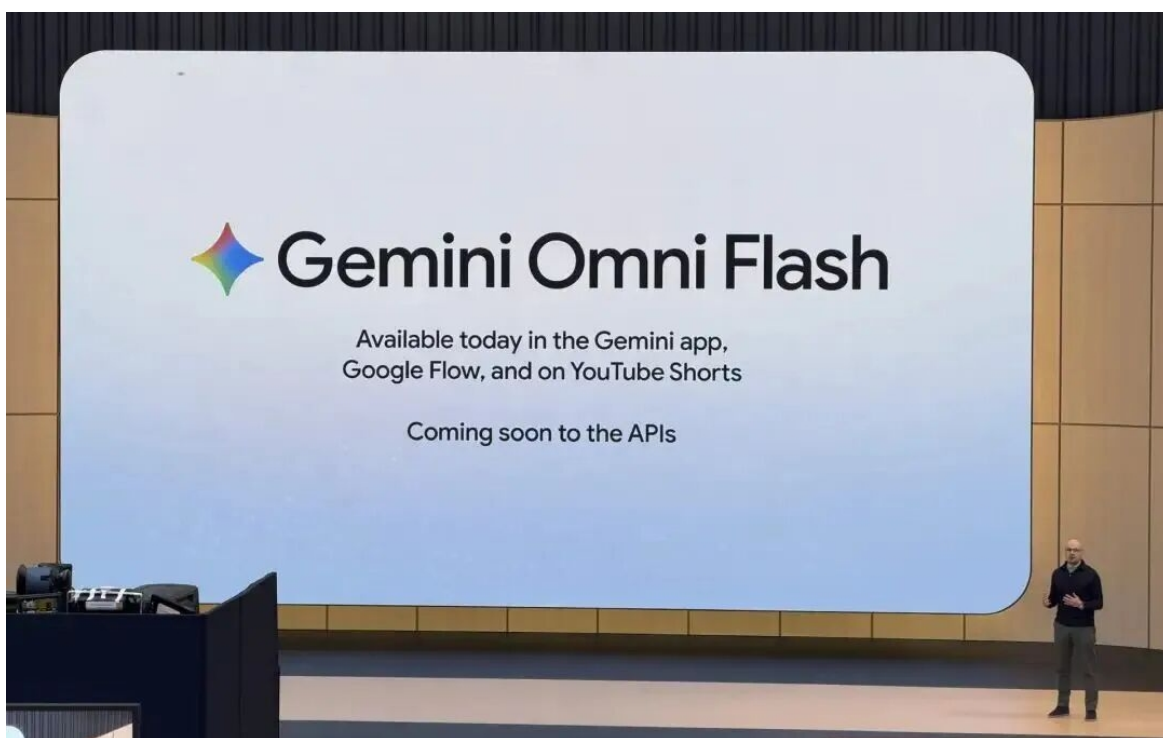 Gemini Omni Flash
Available today in the Gemini app,
Google Flow, and on YouTube Shorts
Coming soon to the APIs